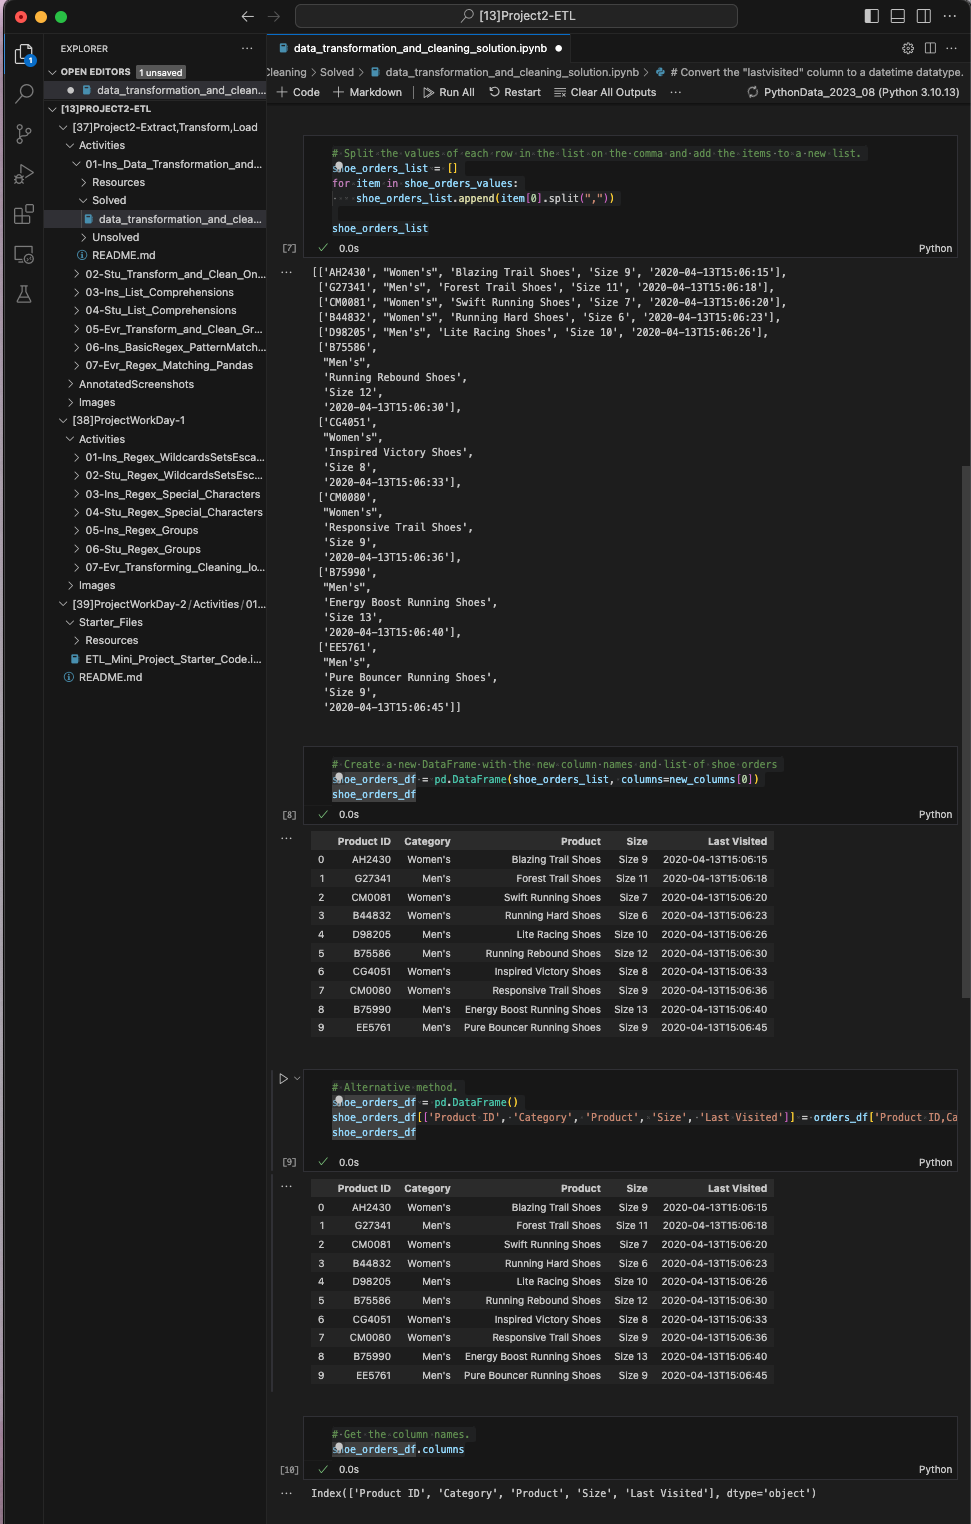 [13]Project2-ETL
EXPLORER
OPEN EDITORS 1 unsaved
data_transformation_and_clean...
[13]PROJECT2-ETL
[37]Project2-Extract,Transform,Load
Activities
01-Ins_Data_Transformation_and...
Resources
Solved
data_transformation_and_clea...
Unsolved
README.md
02-Stu_Transform_and_Clean_On...
03-Ins_List_Comprehensions
04-Stu_List_Comprehensions
05-Evr_Transform_and_Clean_Gr...
06-Ins_BasicRegex_PatternMatch...
07-Evr_Regex_Matching_Pandas
AnnotatedScreenshots
Images
[38]ProjectWorkDay-1
Activities
01-Ins_Regex_WildcardsSetsEsca...
02-Stu_Regex_WildcardsSetsEsc...
03-Ins_Regex_Special_Characters
04-Stu_Regex_Special_Characters
05-Ins_Regex_Groups
06-Stu_Regex_Groups
07-Evr_Transforming_Cleaning_lo...
Images
[39]ProjectWorkDay-2/Activities/01...
Starter_Files
Resources
ETL_Mini_Project_Starter_Code.i...
README.md
1
data_transformation_and_cleaning_solution.ipynb
Cleaning > Solved > data_transformation_and_cleaning_solution.ipynb > # Convert the "lastvisited" column to a datetime datatype.
+ Code + Markdown Run All Restart Clear All Outputs ... PythonData_2023_08 (Python 3.10.13)
# Split the values of each row in the list on the comma and add the items to a new list.
shoe_orders_list = []
for item in shoe_orders_values:
    shoe_orders_list.append(item[0].split(","))
shoe_orders_list
[7] 0.0s Python
[['AH2430', "Women's", 'Blazing Trail Shoes', 'Size 9', '2020-04-13T15:06:15'],
['G27341', "Men's", 'Forest Trail Shoes', 'Size 11', '2020-04-13T15:06:18'],
['CM0081', "Women's", 'Swift Running Shoes', 'Size 7', '2020-04-13T15:06:20'],
['B44832', "Women's", 'Running Hard Shoes', 'Size 6', '2020-04-13T15:06:23'],
['D98205', "Men's", 'Lite Racing Shoes', 'Size 10', '2020-04-13T15:06:26'],
['B75586',
"Men's",
'Running Rebound Shoes',
'Size 12',
'2020-04-13T15:06:30'],
['CG4051',
"Women's",
'Inspired Victory Shoes',
'Size 8',
'2020-04-13T15:06:33'],
['CM0080',
"Women's",
'Responsive Trail Shoes',
'Size 9',
'2020-04-13T15:06:36'],
['B75990',
"Men's",
'Energy Boost Running Shoes',
'Size 13',
'2020-04-13T15:06:40'],
['EE5761',
"Men's",
'Pure Bouncer Running Shoes',
'Size 9',
'2020-04-13T15:06:45']]
# Create a new DataFrame with the new column names and list of shoe orders
shoe_orders_df = pd.DataFrame(shoe_orders_list, columns=new_columns[0])
shoe_orders_df
[8] 0.0s Python
Product ID Category Product Size Last Visited
0 AH2430 Women's Blazing Trail Shoes Size 9 2020-04-13T15:06:15
1 G27341 Men's Forest Trail Shoes Size 11 2020-04-13T15:06:18
2 CM0081 Women's Swift Running Shoes Size 7 2020-04-13T15:06:20
3 B44832 Women's Running Hard Shoes Size 6 2020-04-13T15:06:23
4 D98205 Men's Lite Racing Shoes Size 10 2020-04-13T15:06:26
5 B75586 Men's Running Rebound Shoes Size 12 2020-04-13T15:06:30
6 CG4051 Women's Inspired Victory Shoes Size 8 2020-04-13T15:06:33
7 CM0080 Women's Responsive Trail Shoes Size 9 2020-04-13T15:06:36
8 B75990 Men's Energy Boost Running Shoes Size 13 2020-04-13T15:06:40
9 EE5761 Men's Pure Bouncer Running Shoes Size 9 2020-04-13T15:06:45
# Alternative method.
shoe_orders_df = pd.DataFrame()
shoe_orders_df[['Product ID', 'Category', 'Product', 'Size', 'Last Visited']] = orders_df['Product ID,Ca
shoe_orders_df
[9] 0.0s Python
Product ID Category Product Size Last Visited
0 AH2430 Women's Blazing Trail Shoes Size 9 2020-04-13T15:06:15
1 G27341 Men's Forest Trail Shoes Size 11 2020-04-13T15:06:18
2 CM0081 Women's Swift Running Shoes Size 7 2020-04-13T15:06:20
3 B44832 Women's Running Hard Shoes Size 6 2020-04-13T15:06:23
4 D98205 Men's Lite Racing Shoes Size 10 2020-04-13T15:06:26
5 B75586 Men's Running Rebound Shoes Size 12 2020-04-13T15:06:30
6 CG4051 Women's Inspired Victory Shoes Size 8 2020-04-13T15:06:33
7 CM0080 Women's Responsive Trail Shoes Size 9 2020-04-13T15:06:36
8 B75990 Men's Energy Boost Running Shoes Size 13 2020-04-13T15:06:40
9 EE5761 Men's Pure Bouncer Running Shoes Size 9 2020-04-13T15:06:45
# Get the column names.
shoe_orders_df.columns
[10] 0.0s Python
Index(['Product ID', 'Category', 'Product', 'Size', 'Last Visited'], dtype='object')